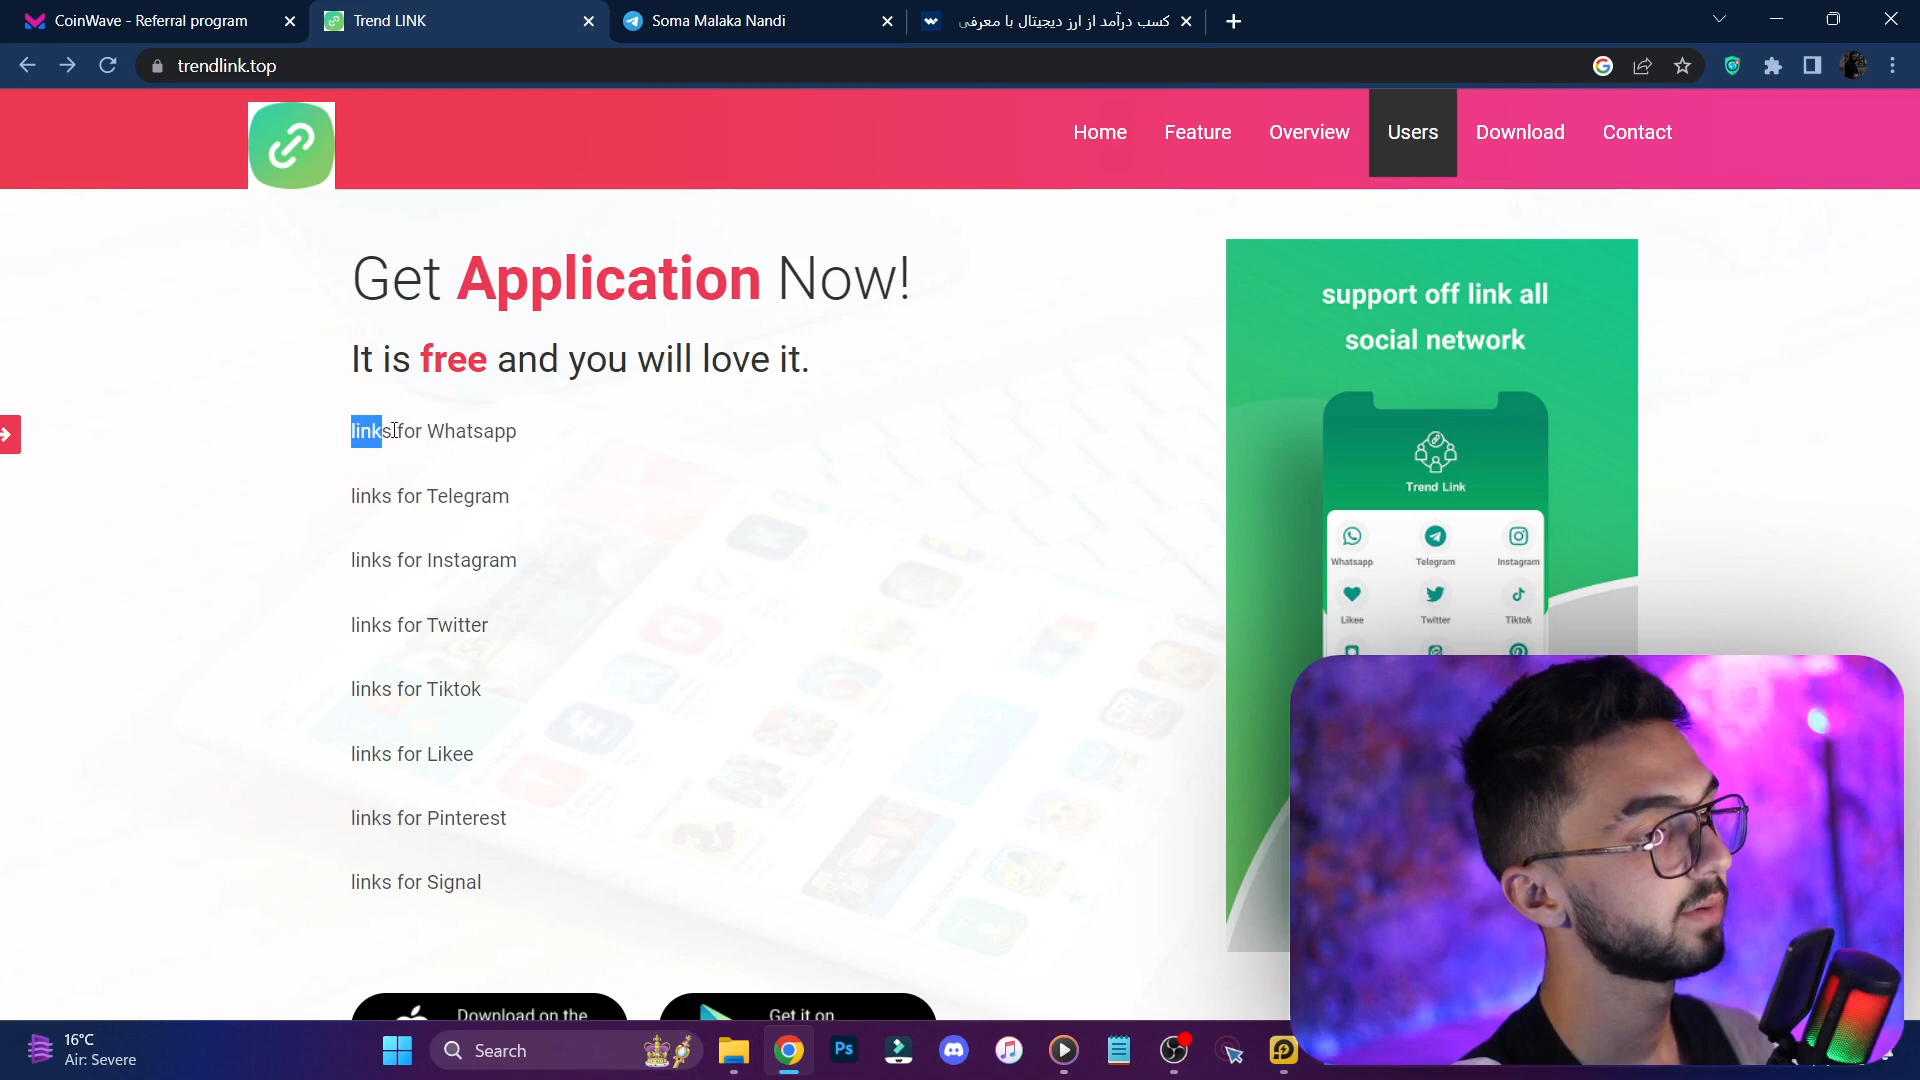 CoinWave - Referral program
Trend LINK
Soma Malaka Nandi
کسب درآمد از ارز دیجیتال با معرفی
trendlink.top
Home
Feature
Overview
Users
Download
Contact
Get Application Now!
It is free and you will love it.
links for Whatsapp
links for Telegram
links for Instagram
links for Twitter
links for Tiktok
links for Likee
links for Pinterest
links for Signal
support off link all
social network
Trend Link
Whatsapp
Telegram
Instagram
Likee
Twitter
Tiktok
Download on the
Get it on
16°C
Air: Severe
Search
Ps